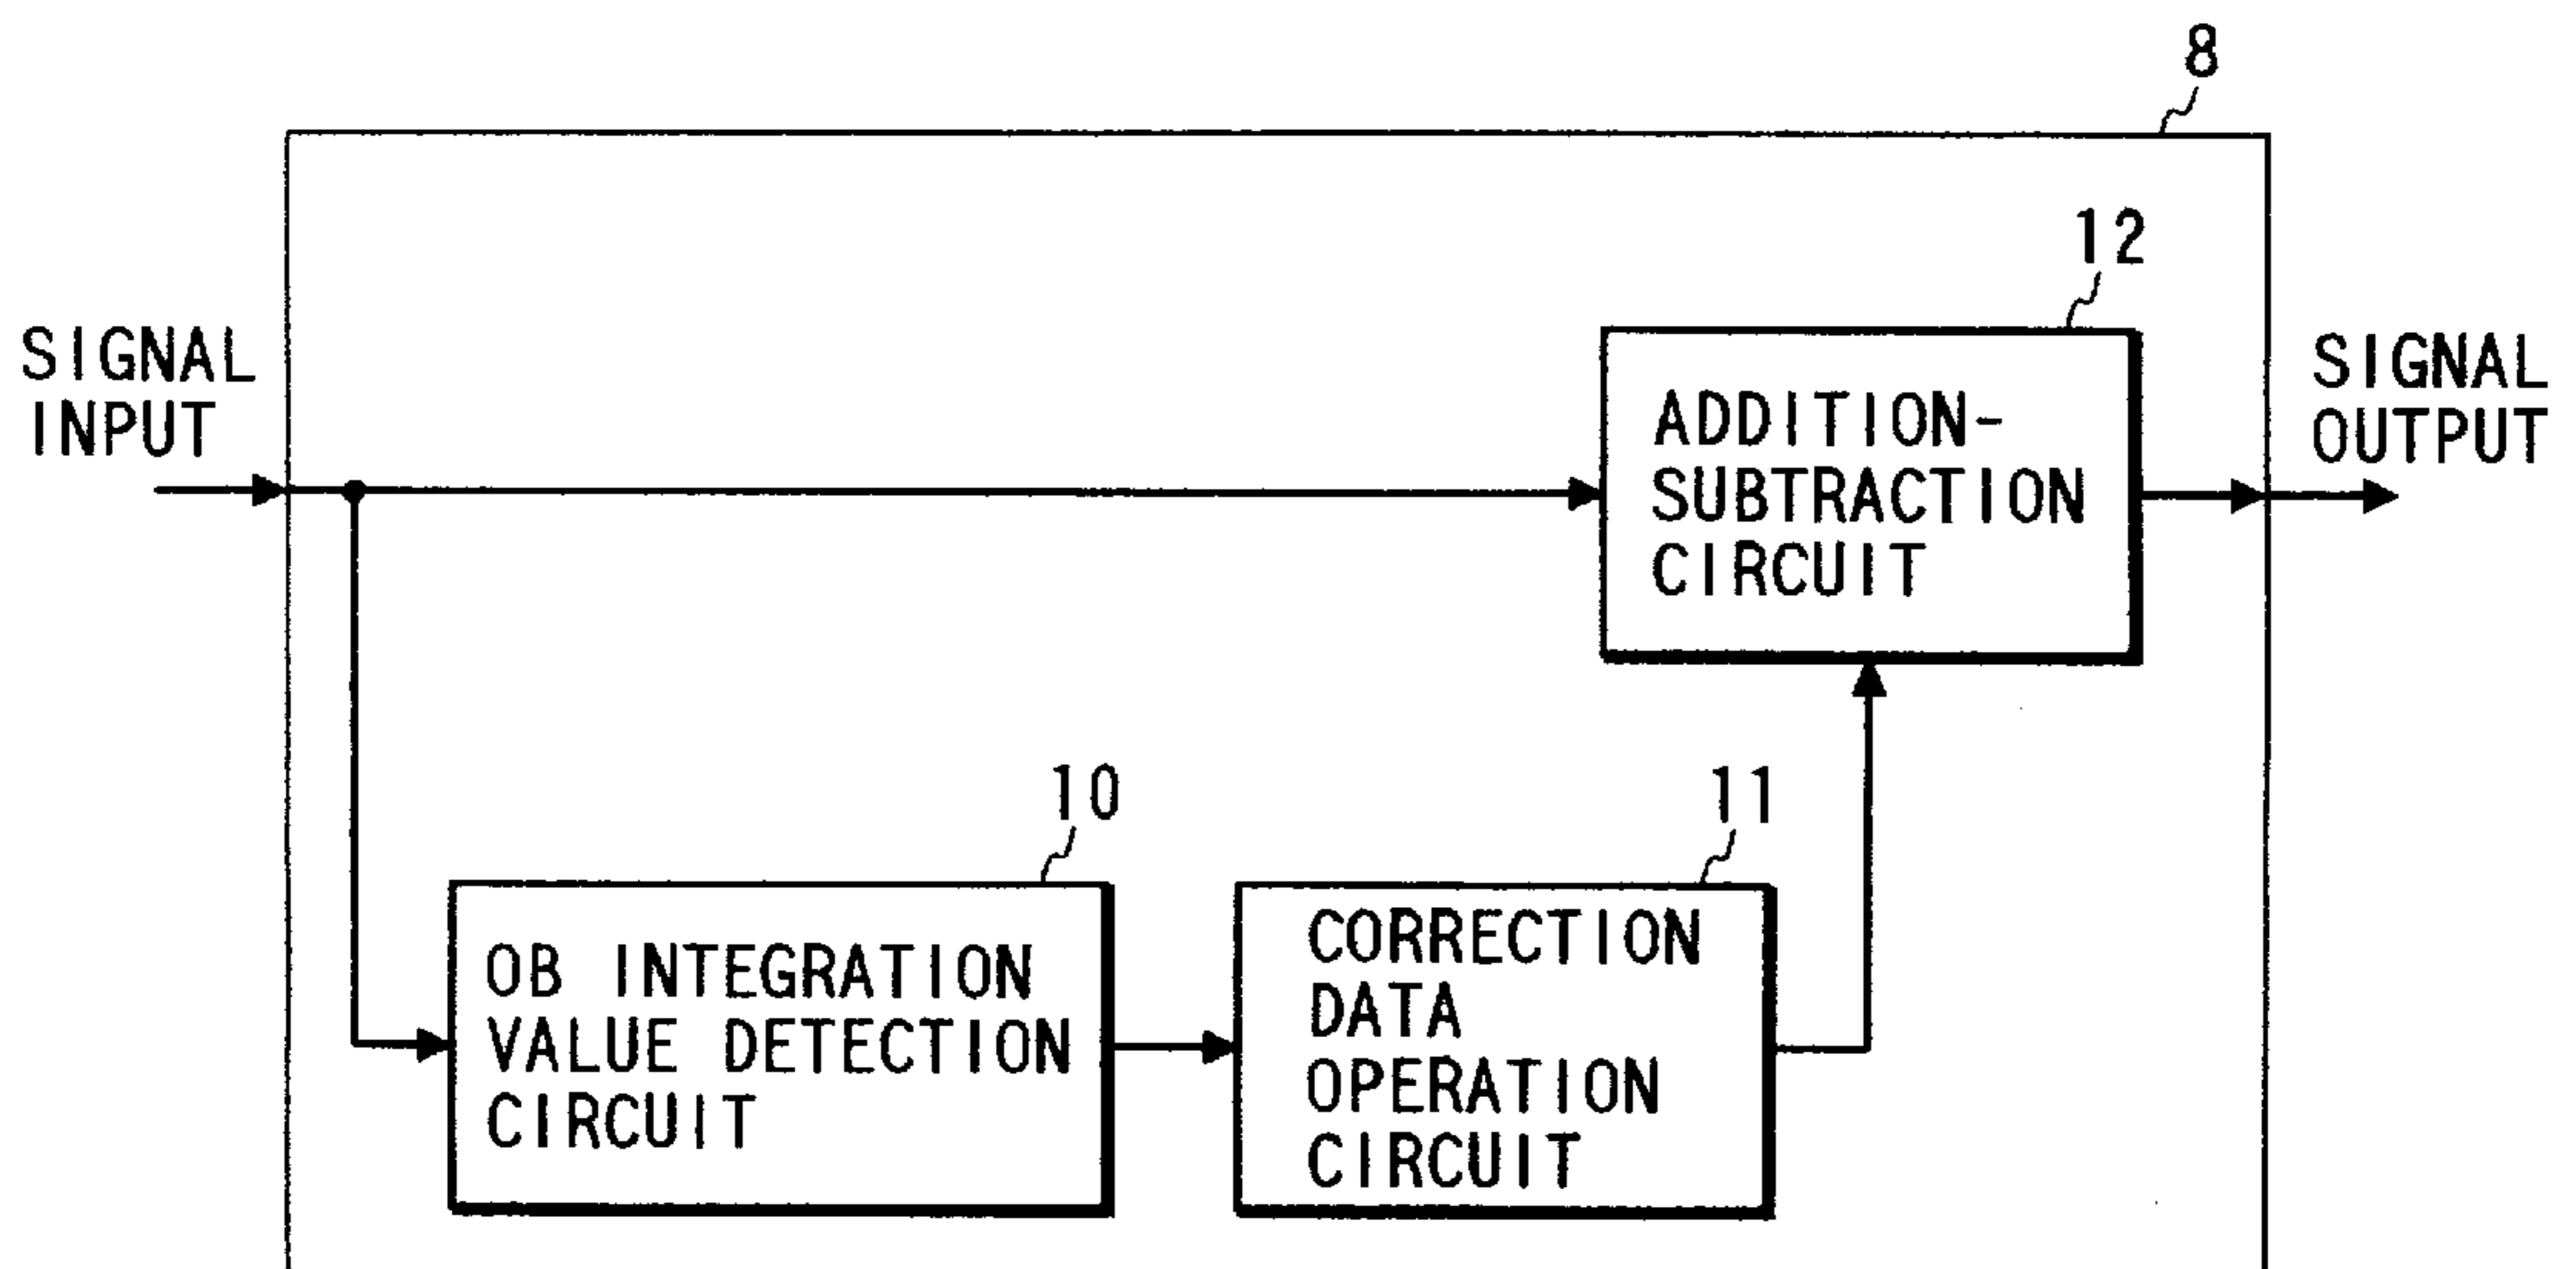 8
12
SIGNAL
INPUT
ADDITION-
SUBTRACTION
CIRCUIT
SIGNAL
OUTPUT
10
11
OB INTEGRATION
VALUE DETECTION
CIRCUIT
CORRECTION
DATA
OPERATION
CIRCUIT